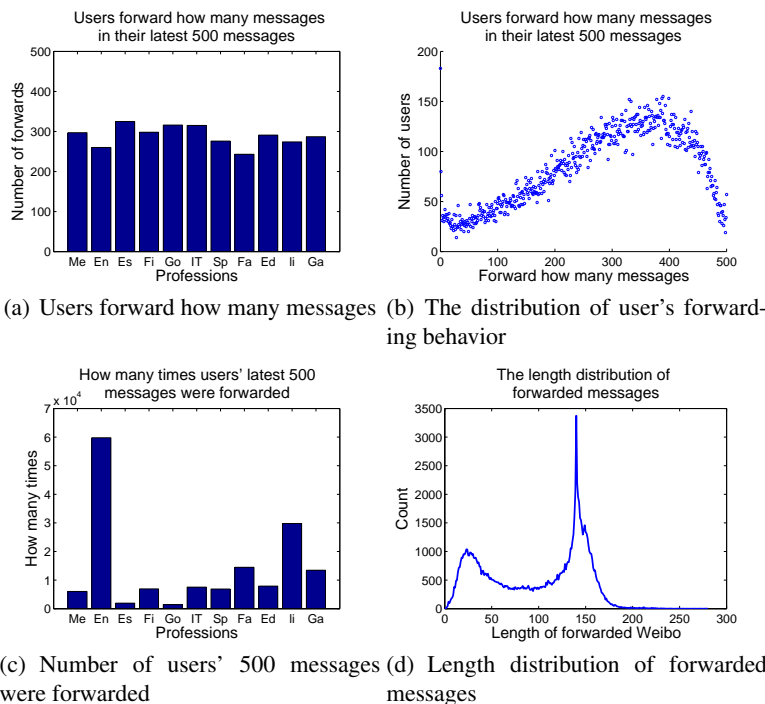 Users forward how many messages
in their latest 500 messages
500
400
300
200
100
0
Number of forwards
Me En Es Fi Go IT Sp Fa Ed li Ga
Professions
(a) Users forward how many messages
Users forward how many messages
in their latest 500 messages
200
150
100
50
0
Number of users
0 100 200 300 400 500
Forward how many messages
(b) The distribution of user's forward-
ing behavior
How many times users' latest 500
messages were forwarded
7 x 10^4
6
5
4
3
2
1
0
How many times
Me En Es Fi Go IT Sp Fa Ed li Ga
Professions
(c) Number of users' 500 messages
were forwarded
The length distribution of
forwarded messages
3500
3000
2500
2000
1500
1000
500
0
Count
0 50 100 150 200 250 300
Length of forwarded Weibo
(d) Length distribution of forwarded
messages